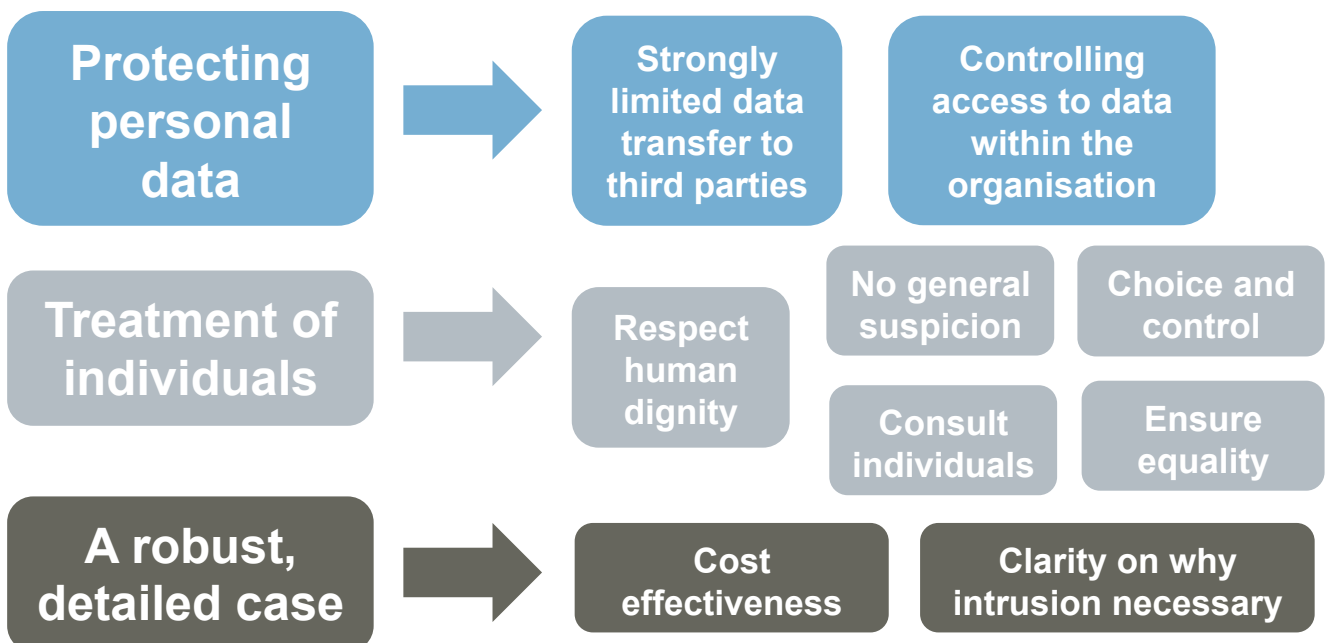 Protecting
personal
data
Strongly
limited data
transfer to
third parties
Controlling
access to data
within the
organisation
Treatment of
individuals
Respect
human
dignity
No general
suspicion
Choice and
control
Consult
individuals
Ensure
equality
A robust,
detailed case
Cost
effectiveness
Clarity on why
intrusion necessary